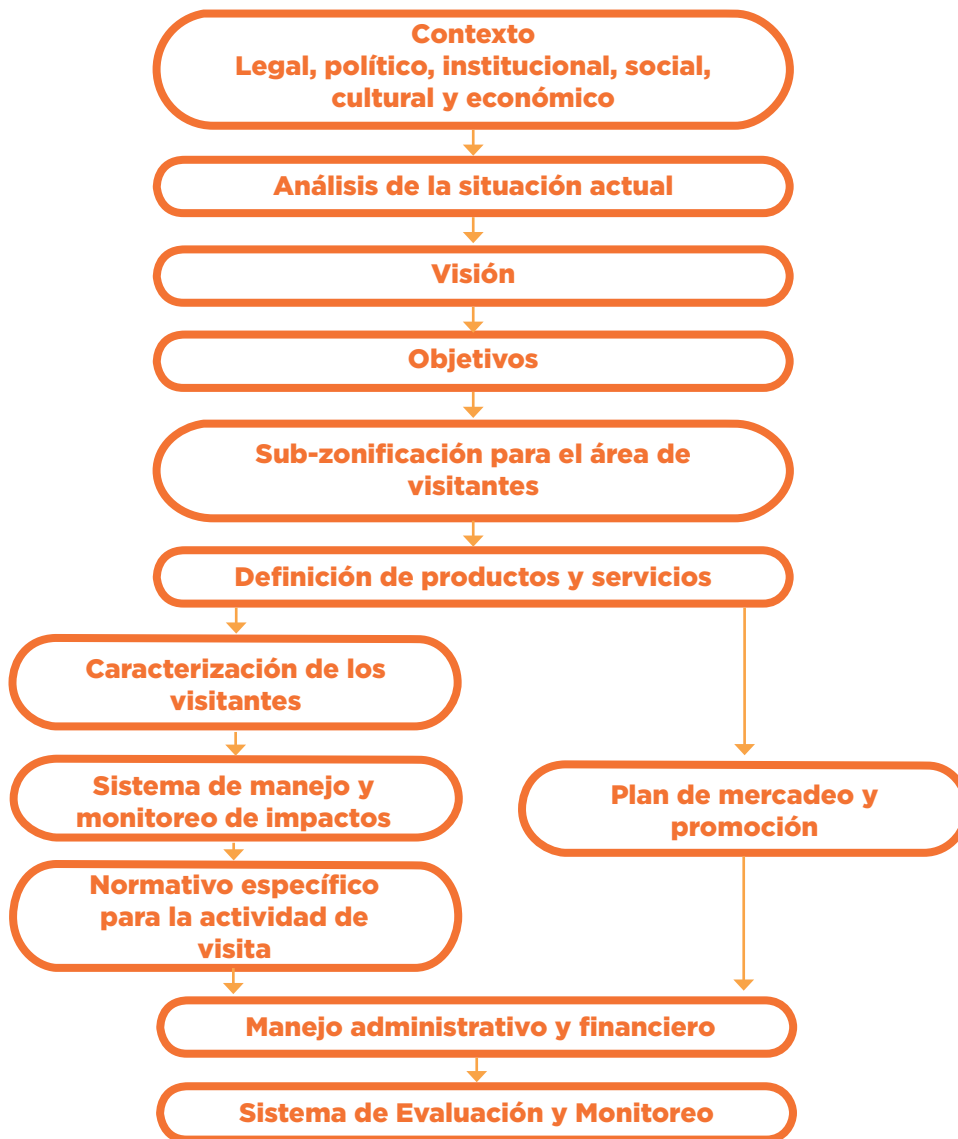 Contexto
Legal, político, institucional, social,
cultural y económico
Análisis de la situación actual
Visión
Objetivos
Sub-zonificación para el área de
visitantes
Definición de productos y servicios
Caracterización de los
visitantes
Sistema de manejo y
monitoreo de impactos
Normativo específico
para la actividad de
visita
Plan de mercadeo y
promoción
Manejo administrativo y financiero
Sistema de Evaluación y Monitoreo